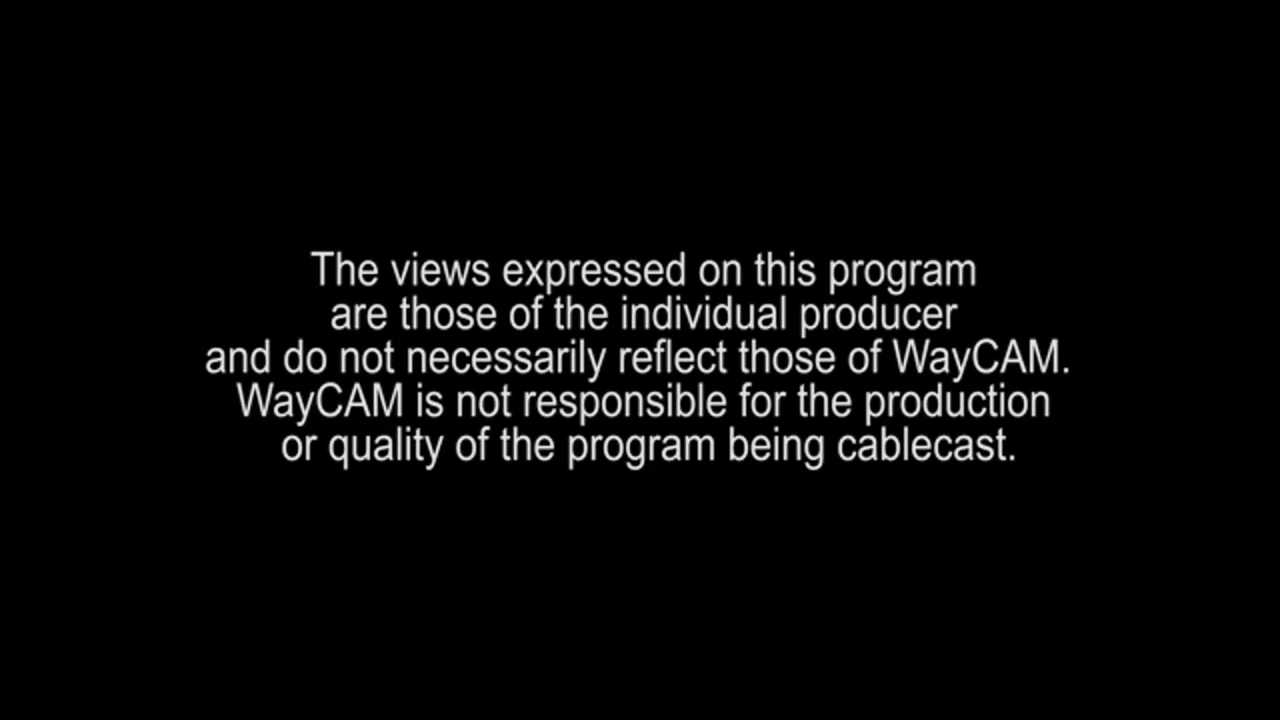 The views expressed on this program
are those of the individual producer
and do not necessarily reflect those of WayCAM.
WayCAM is not responsible for the production
or quality of the program being cablecast.